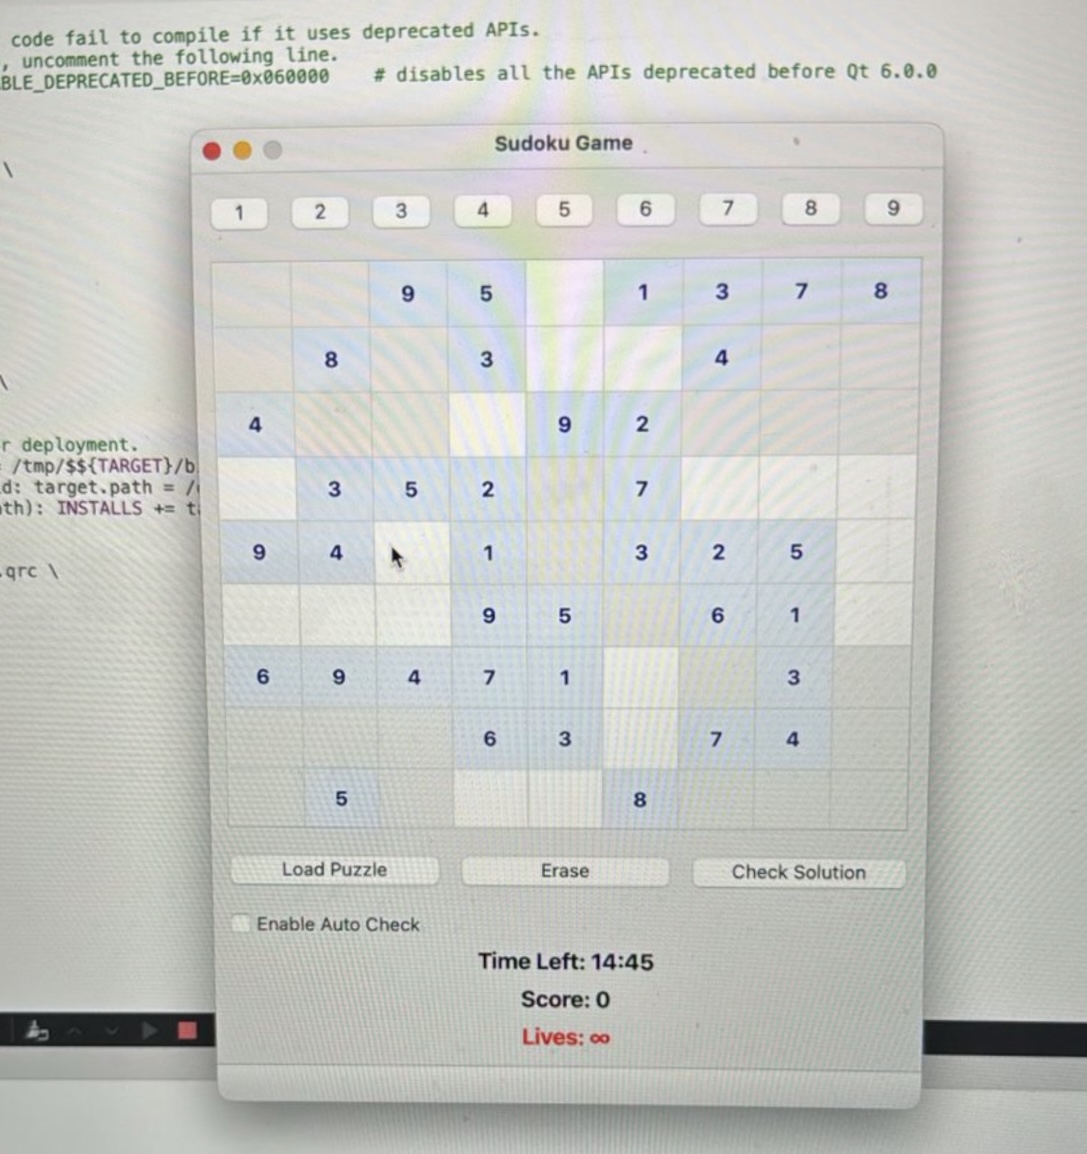 code fail to compile if it uses deprecated APIs.
, uncomment the following line.
BLE_DEPRECATED_BEFORE=0x060000    # disables all the APIs deprecated before Qt 6.0.0
\
\
r deployment.
= /tmp/$${TARGET}/b
d: target.path = /
th): INSTALLS += t
.qrc \
Sudoku Game
1 2 3 4 5 6 7 8 9
9 5 1 3 7 8
8 3 4
4 9 2
3 5 2 7
9 4 1 3 2 5
9 5 6 1
6 9 4 7 1 3
6 3 7 4
5 8
Load Puzzle Erase Check Solution
Enable Auto Check
Time Left: 14:45
Score: 0
Lives: ∞